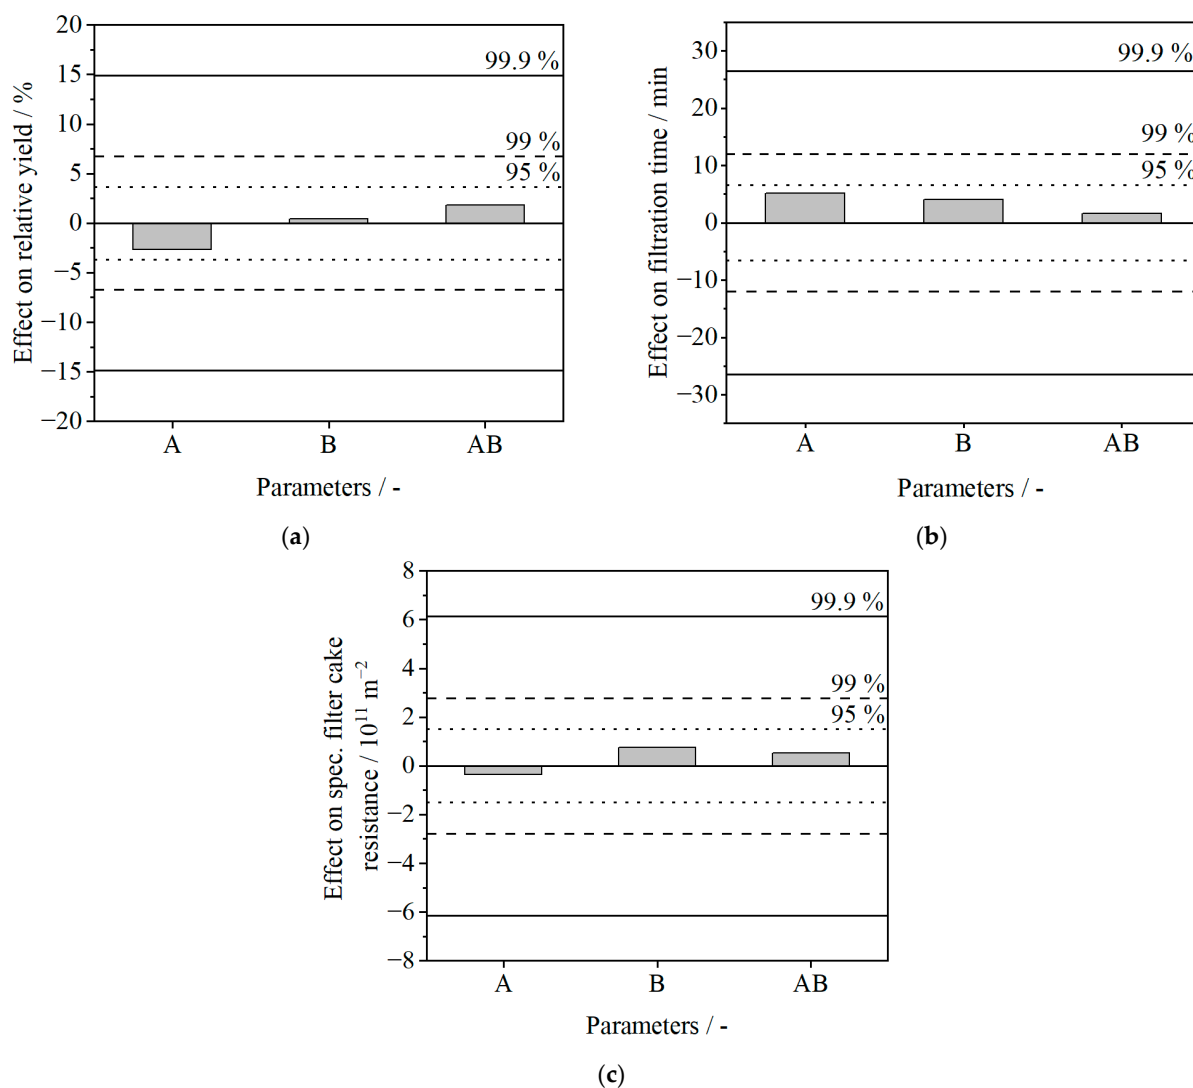 Effect on relative yield / %
20
15
10
5
0
−5
−10
−15
−20
99.9 %
99 %
95 %
A B AB
Parameters / -
(a)
Effect on filtration time / min
30
20
10
0
−10
−20
−30
99.9 %
99 %
95 %
A B AB
Parameters / -
(b)
Effect on spec. filter cake
resistance / 10¹¹ m⁻²
8
6
4
2
0
−2
−4
−6
−8
99.9 %
99 %
95 %
A B AB
Parameters / -
(c)